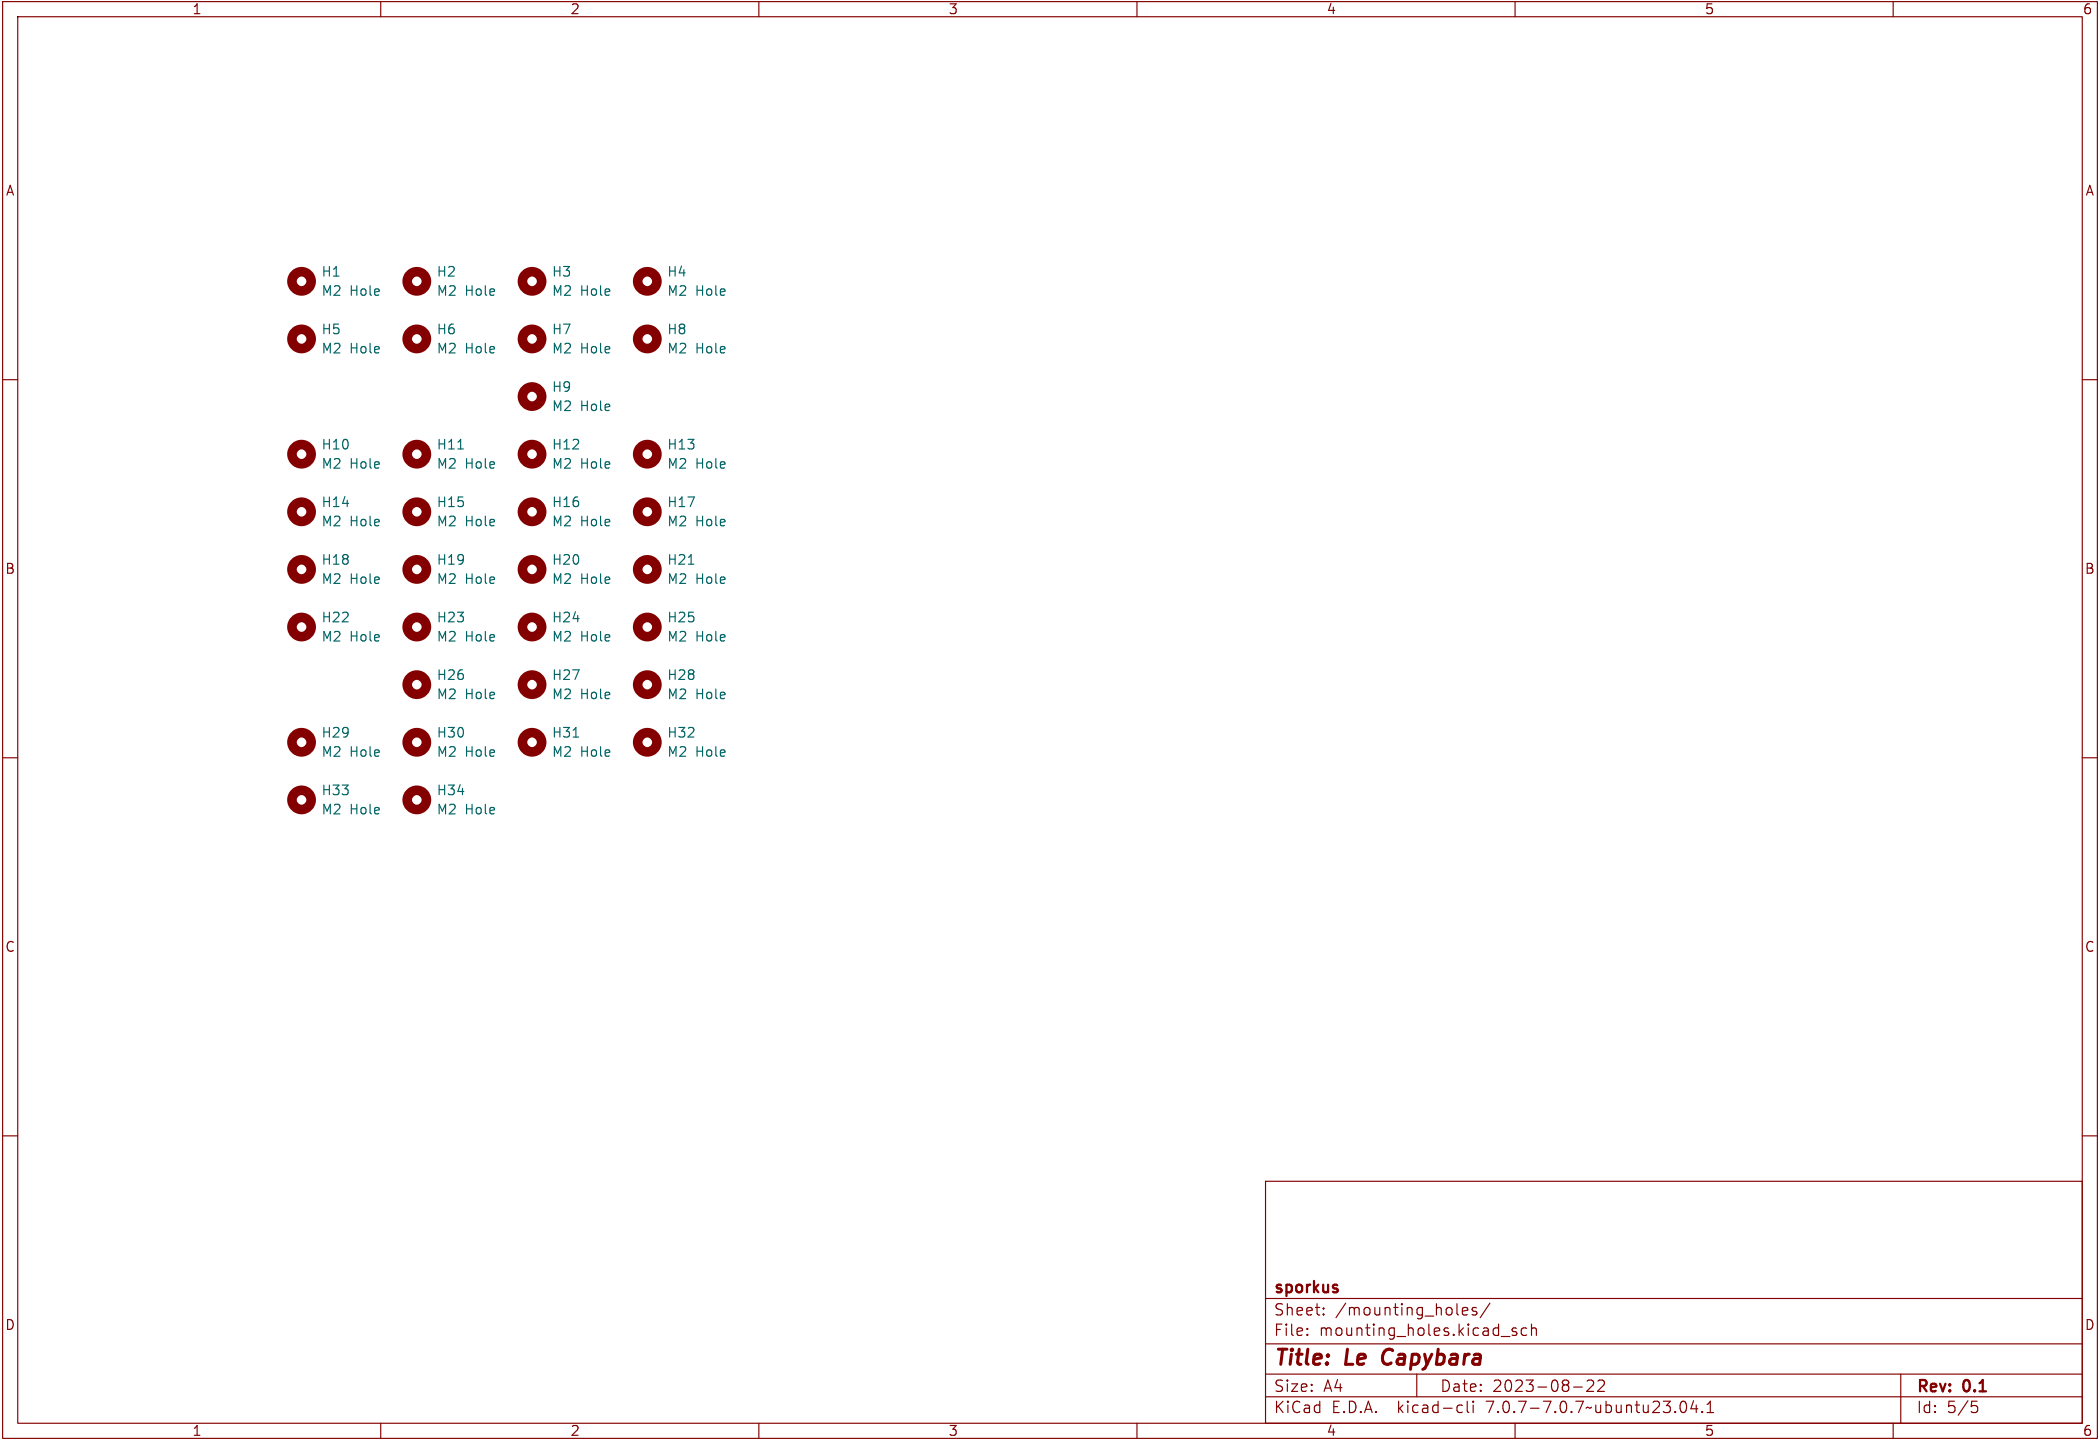 1 2 3 4 5 6
A A
H1 H2 H3 H4
M2 Hole M2 Hole M2 Hole M2 Hole
H5 H6 H7 H8
M2 Hole M2 Hole M2 Hole M2 Hole
H9
M2 Hole
H10 H11 H12 H13
M2 Hole M2 Hole M2 Hole M2 Hole
H14 H15 H16 H17
M2 Hole M2 Hole M2 Hole M2 Hole
H18 H19 H20 H21
B B
M2 Hole M2 Hole M2 Hole M2 Hole
H22 H23 H24 H25
M2 Hole M2 Hole M2 Hole M2 Hole
H26 H27 H28
M2 Hole M2 Hole M2 Hole
H29 H30 H31 H32
M2 Hole M2 Hole M2 Hole M2 Hole
H33 H34
M2 Hole M2 Hole
C C
sporkus
Sheet: /mounting_holes/
D D
File: mounting_holes.kicad_sch
Title: Le Capybara
Size: A4 Date: 2023-08-22 Rev: 0.1
KiCad E.D.A. kicad-cli 7.0.7-7.0.7~ubuntu23.04.1 Id: 5/5
1 2 3 4 5 6